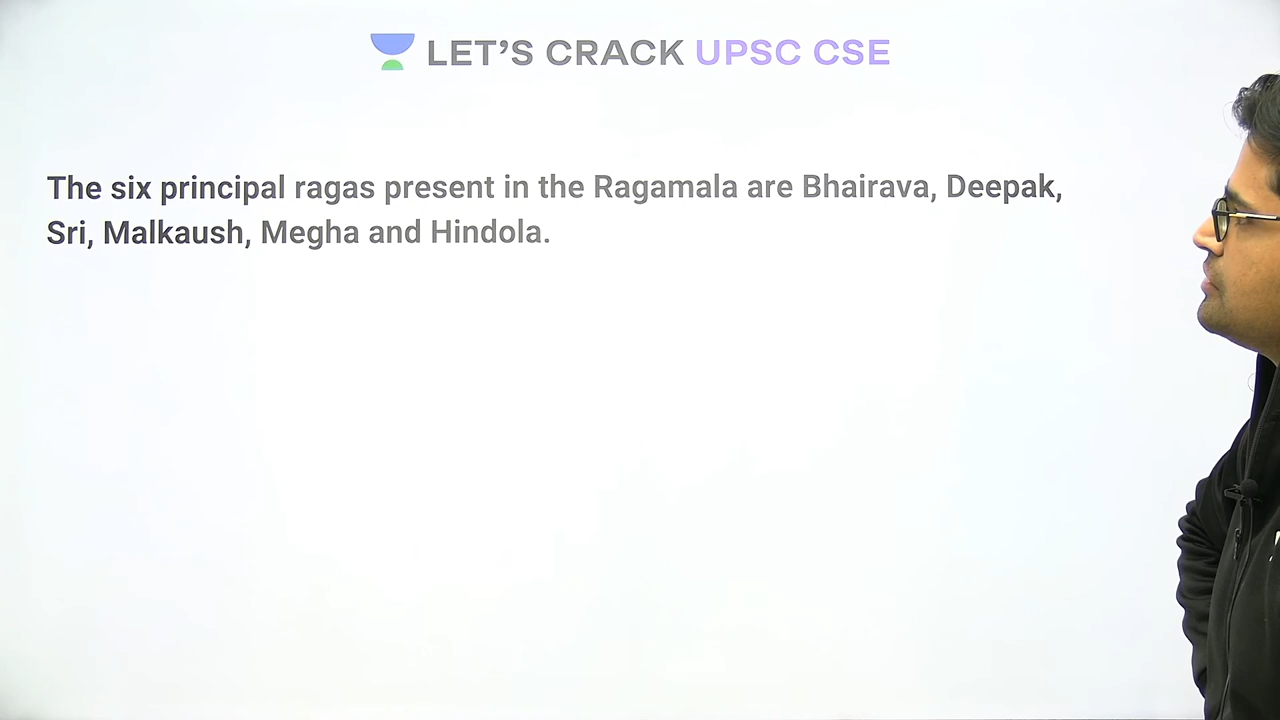 LET'S CRACK UPSC CSE
The six principal ragas present in the Ragamala are Bhairava, Deepak,
Sri, Malkaush, Megha and Hindola.